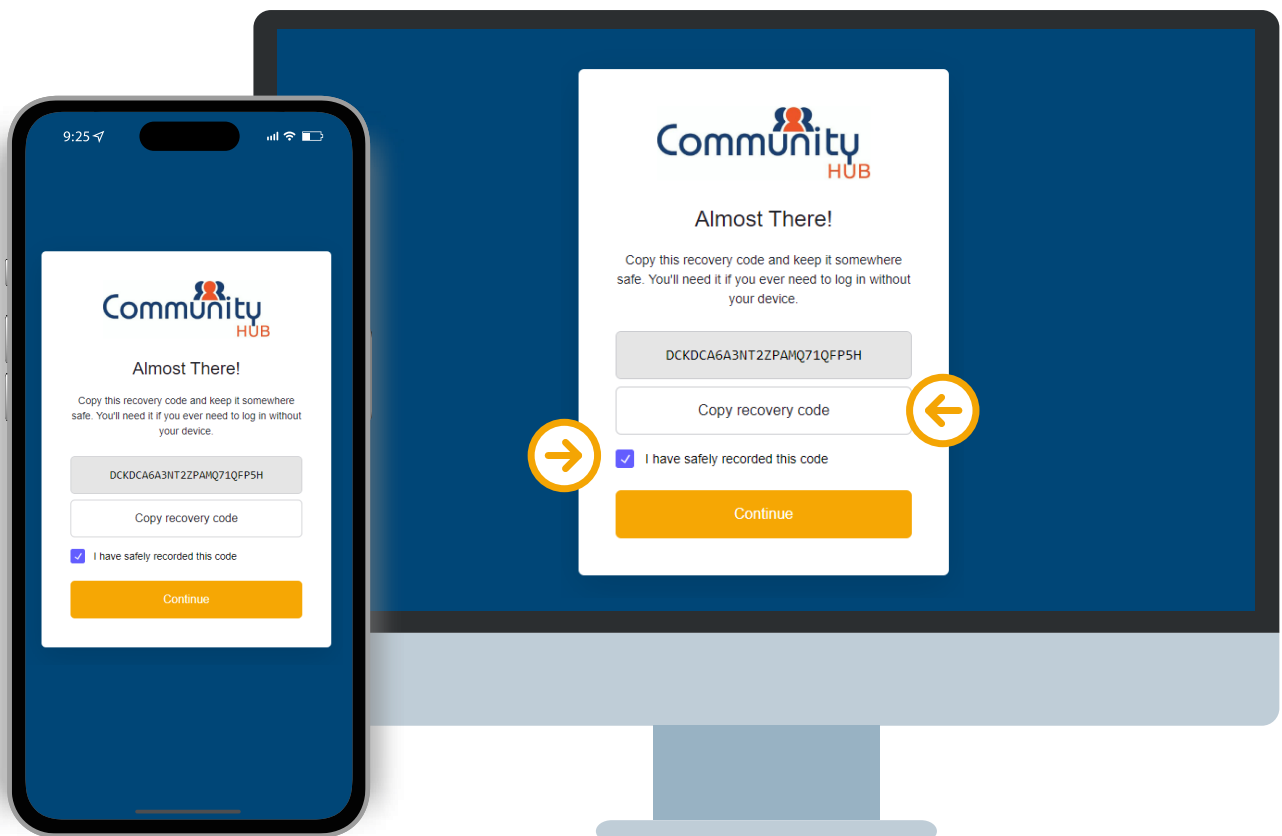 9:25
Community
HUB
Almost There!
Copy this recovery code and keep it somewhere
safe. You'll need it if you ever need to log in without
your device.
DCKDCA6A3NT2ZPAMQ71QFP5H
Copy recovery code
I have safely recorded this code
Continue
Community
HUB
Almost There!
Copy this recovery code and keep it somewhere
safe. You'll need it if you ever need to log in without
your device.
DCKDCA6A3NT2ZPAMQ71QFP5H
Copy recovery code
I have safely recorded this code
Continue